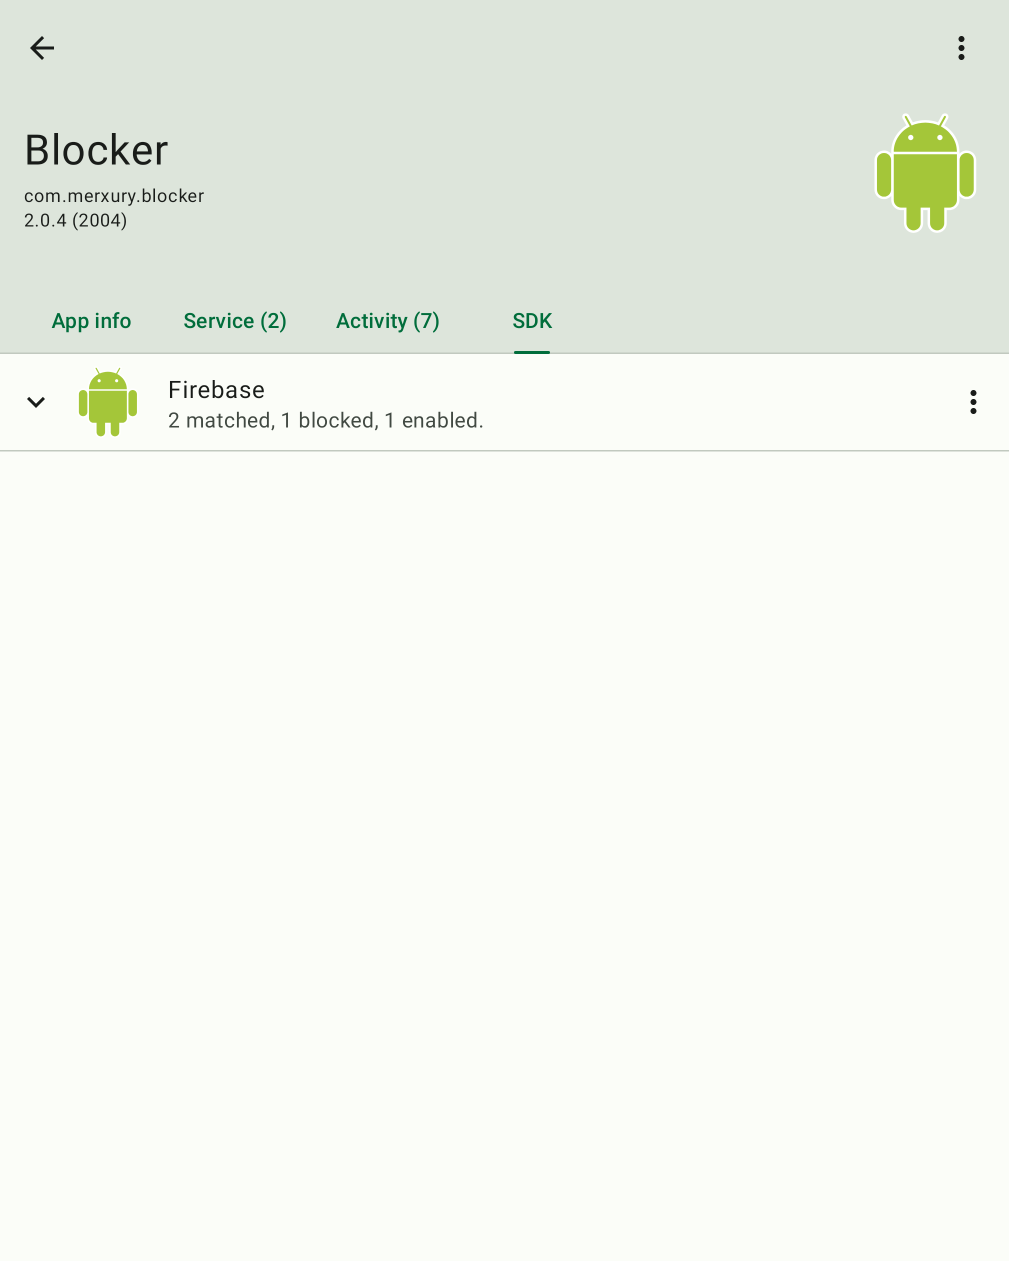 Blocker
com.merxury.blocker
2.0.4 (2004)
App info
Service (2)
Activity (7)
SDK
Firebase
2 matched, 1 blocked, 1 enabled.